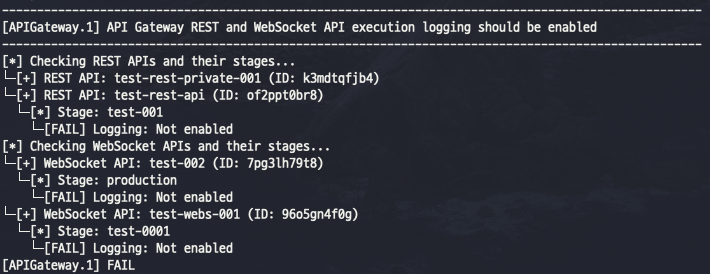 [APIGateway.1] API Gateway REST and WebSocket API execution logging should be enabled
[*] Checking REST APIs and their stages...
[+] REST API: test-rest-private-001 (ID: k3mdtqfjb4)
[+] REST API: test-rest-api (ID: of2ppt0br8)
[*] Stage: test-001
[FAIL] Logging: Not enabled
[*] Checking WebSocket APIs and their stages...
[+] WebSocket API: test-002 (ID: 7pg3lh79t8)
[*] Stage: production
[FAIL] Logging: Not enabled
[+] WebSocket API: test-webs-001 (ID: 96o5gn4f0g)
[*] Stage: test-0001
[FAIL] Logging: Not enabled
[APIGateway.1] FAIL